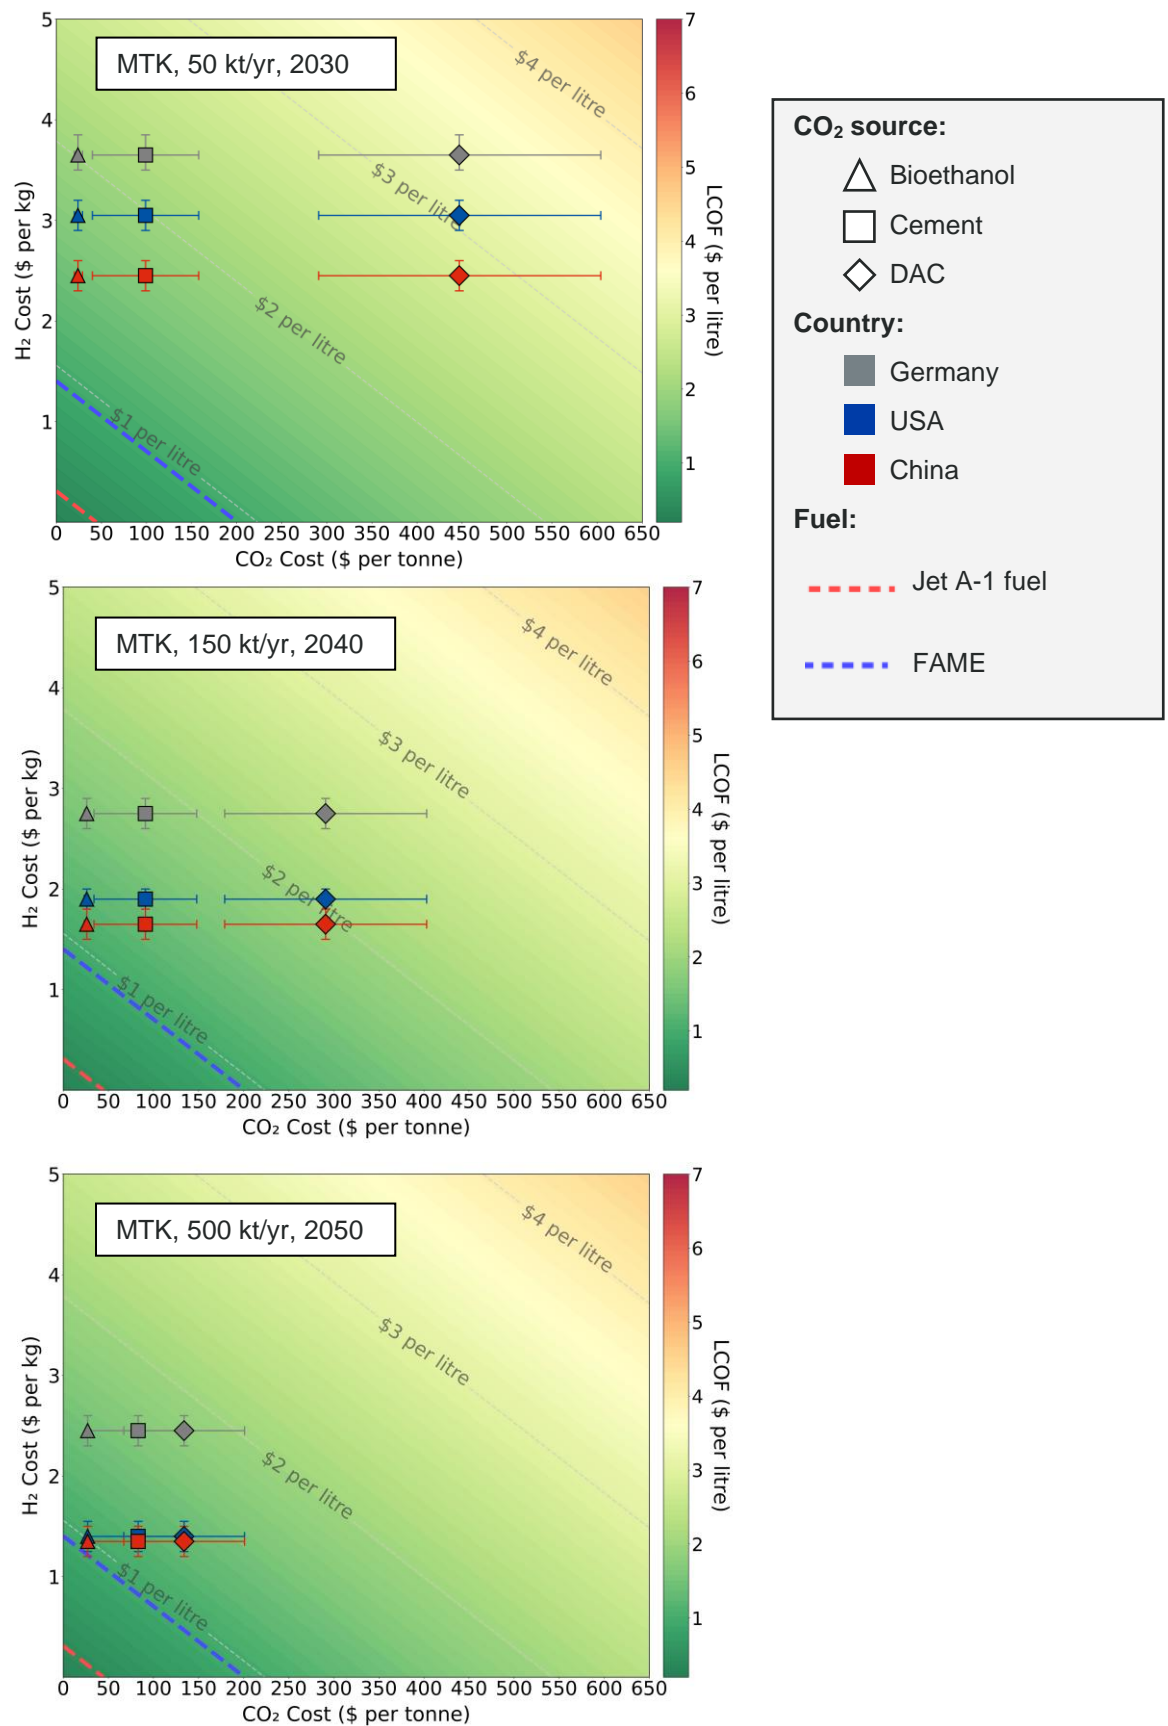 MTK, 50 kt/yr, 2030
5
4
3
2
1
H₂ Cost ($ per kg)
$4 per litre
$3 per litre
$2 per litre
$1 per litre
0 50 100 150 200 250 300 350 400 450 500 550 600 650
CO₂ Cost ($ per tonne)
7
6
5
4
3
2
1
LCOF ($ per litre)
CO₂ source:
Bioethanol
Cement
DAC
Country:
Germany
USA
China
Fuel:
Jet A-1 fuel
FAME
MTK, 150 kt/yr, 2040
5
4
3
2
1
H₂ Cost ($ per kg)
$4 per litre
$3 per litre
$2 per litre
$1 per litre
0 50 100 150 200 250 300 350 400 450 500 550 600 650
CO₂ Cost ($ per tonne)
7
6
5
4
3
2
1
LCOF ($ per litre)
MTK, 500 kt/yr, 2050
5
4
3
2
1
H₂ Cost ($ per kg)
$4 per litre
$3 per litre
$2 per litre
$1 per litre
0 50 100 150 200 250 300 350 400 450 500 550 600 650
CO₂ Cost ($ per tonne)
7
6
5
4
3
2
1
LCOF ($ per litre)